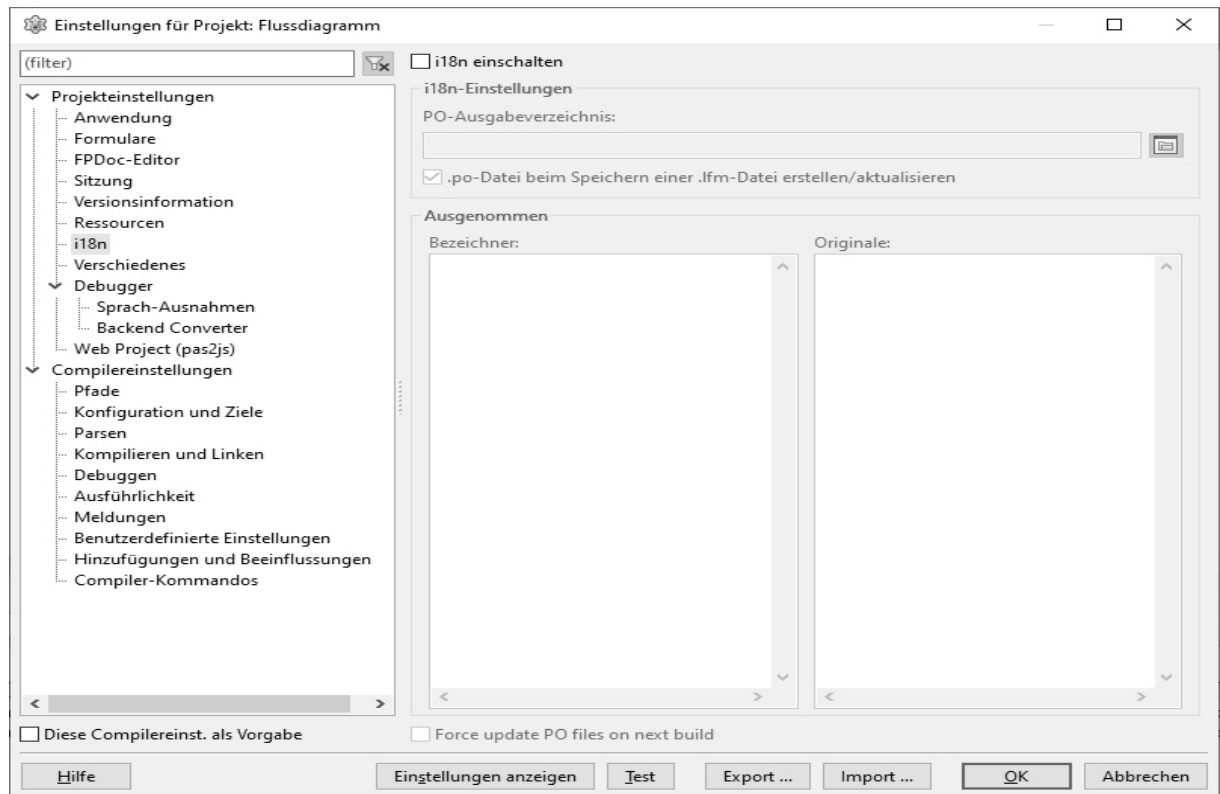 Einstellungen für Projekt: Flussdiagramm
(filter)
Projekteinstellungen
Anwendung
Formulare
FPDoc-Editor
Sitzung
Versionsinformation
Ressourcen
i18n
Verschiedenes
Debugger
Sprach-Ausnahmen
Backend Converter
Web Project (pas2js)
Compilereinstellungen
Pfade
Konfiguration und Ziele
Parsen
Kompilieren und Linken
Debuggen
Ausführlichkeit
Meldungen
Benutzerdefinierte Einstellungen
Hinzufügungen und Beeinflussungen
Compiler-Kommandos
Diese Compilereinst. als Vorgabe
i18n einschalten
i18n-Einstellungen
PO-Ausgabeverzeichnis:
.po-Datei beim Speichern einer .lfm-Datei erstellen/aktualisieren
Ausgenommen
Bezeichner:
Originale:
Force update PO files on next build
Hilfe
Einstellungen anzeigen
Test
Export ...
Import ...
OK
Abbrechen